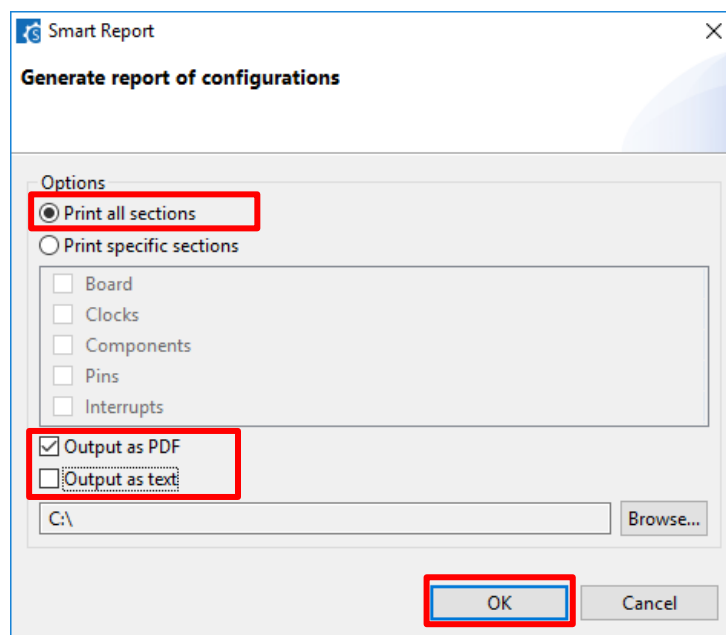 Smart Report
Generate report of configurations
Options
Print all sections
Print specific sections
Board
Clocks
Components
Pins
Interrupts
Output as PDF
Output as text
C:\
Browse...
OK
Cancel